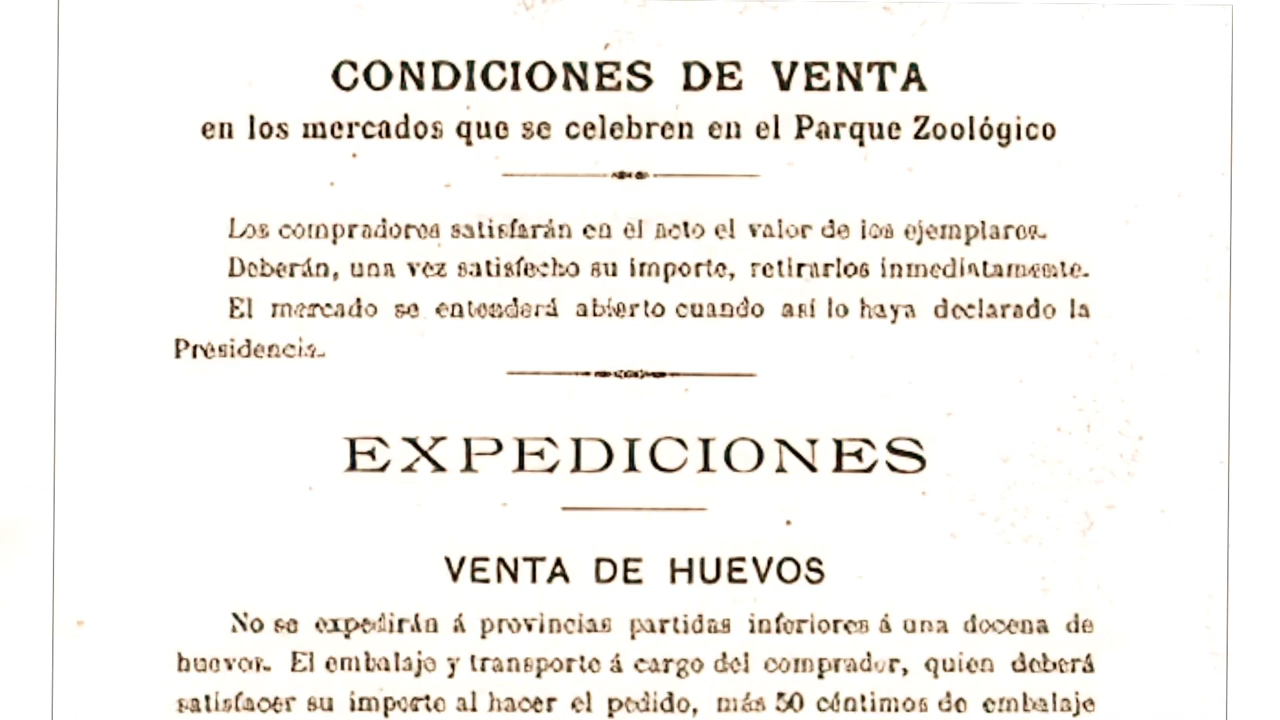 CONDICIONES DE VENTA
en los mercados que se celebren en el Parque Zoológico
Los compradores satisfarán en el acto el valor de los ejemplares.
Deberán, una vez satisfecho su importe, retirarlos inmediatamente.
El mercado se entenderá abierto cuando así lo haya declarado la
Presidencia.
EXPEDICIONES
VENTA DE HUEVOS
No se expedirán á provincias partidas inferiores á una docena de
huevos. El embalaje y transporte á cargo del comprador, quien deberá
satisfacer su importe al hacer el pedido, más 50 céntimos de embalaje